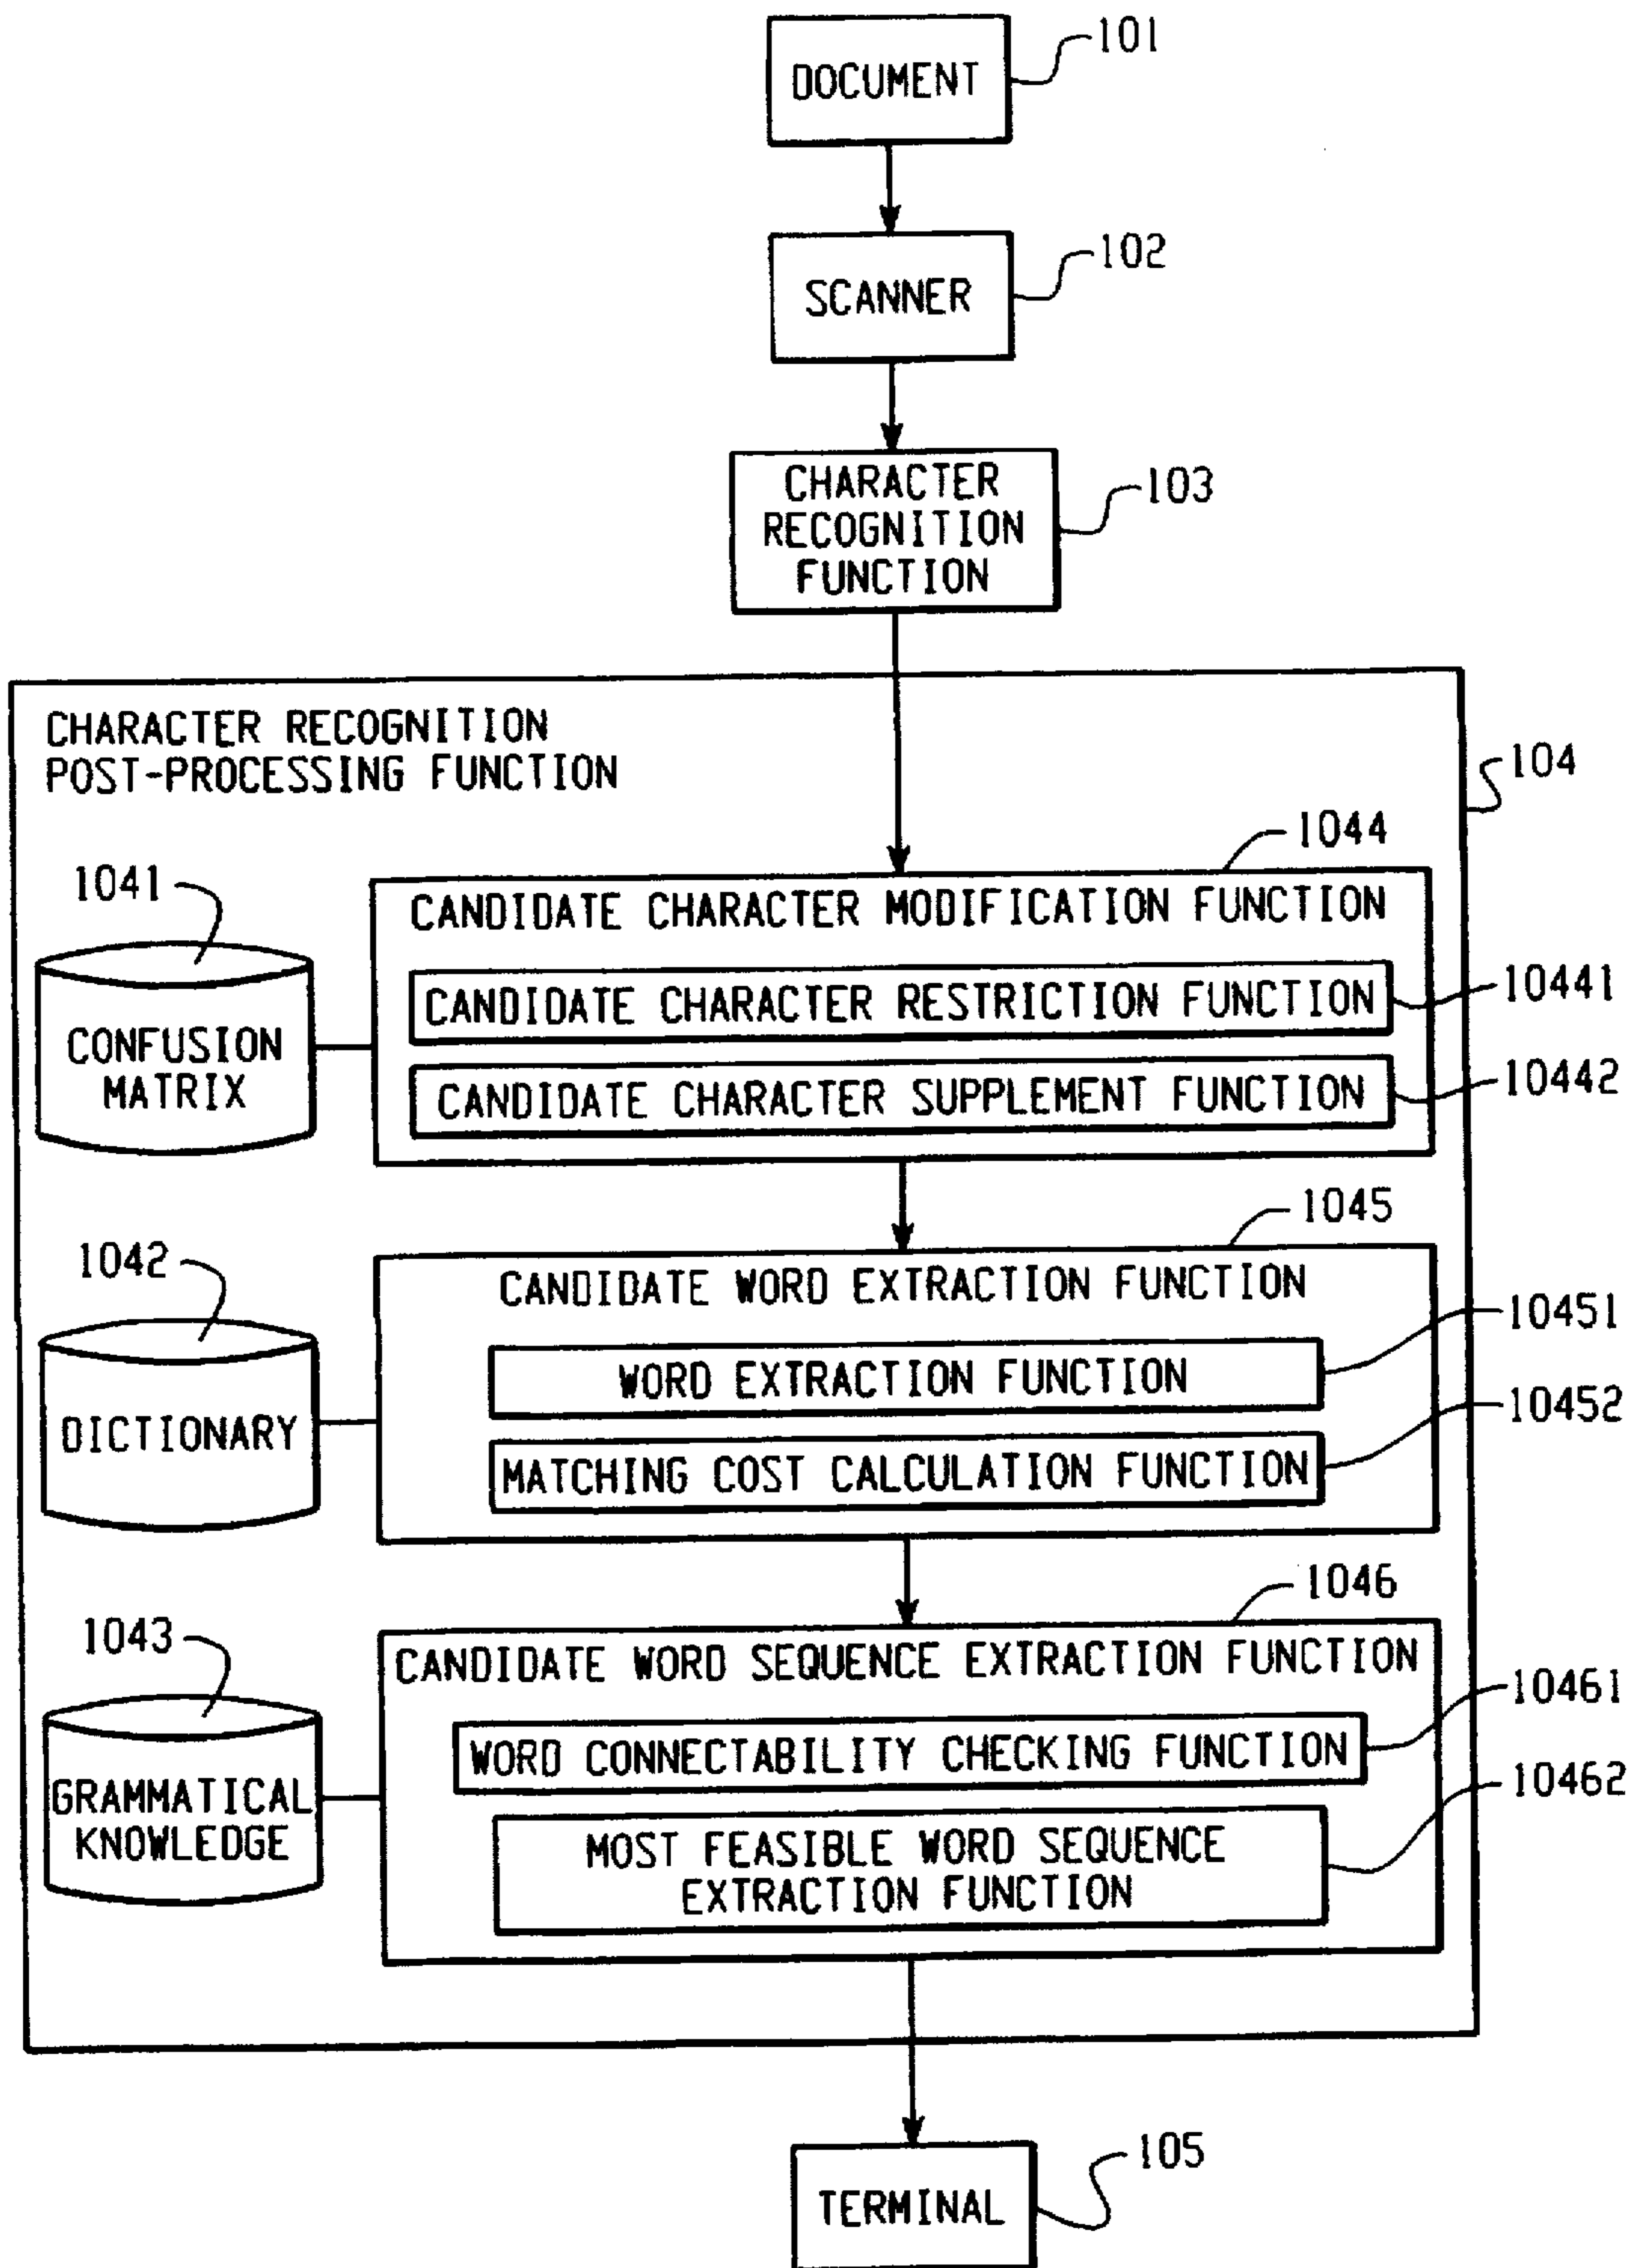 DOCUMENT
101
SCANNER
102
CHARACTER
RECOGNITION
FUNCTION
103
CHARACTER RECOGNITION
POST-PROCESSING FUNCTION
104
1041
CONFUSION
MATRIX
1044
CANDIDATE CHARACTER MODIFICATION FUNCTION
CANDIDATE CHARACTER RESTRICTION FUNCTION
10441
CANDIDATE CHARACTER SUPPLEMENT FUNCTION
10442
1042
DICTIONARY
1045
CANDIDATE WORD EXTRACTION FUNCTION
WORD EXTRACTION FUNCTION
10451
MATCHING COST CALCULATION FUNCTION
10452
1043
GRAMMATICAL
KNOWLEDGE
1046
CANDIDATE WORD SEQUENCE EXTRACTION FUNCTION
WORD CONNECTABILITY CHECKING FUNCTION
10461
MOST FEASIBLE WORD SEQUENCE
EXTRACTION FUNCTION
10462
TERMINAL
105